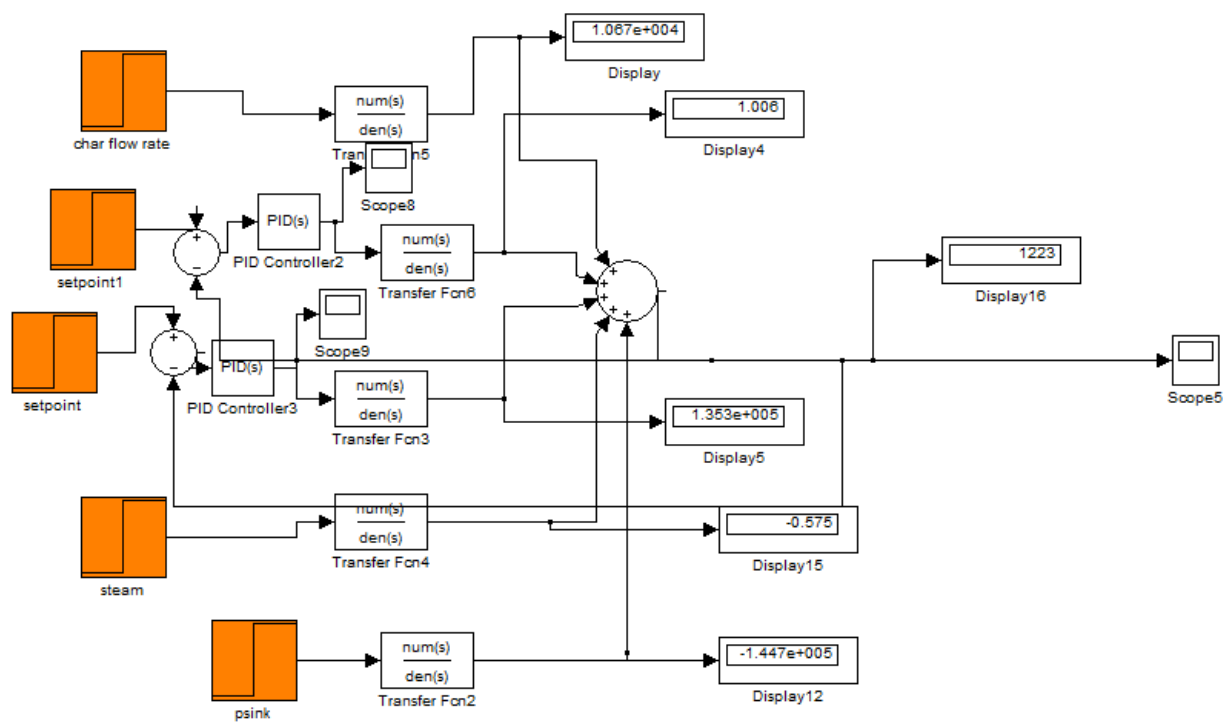 1.067e+004
Display
char flow rate
num(s)
den(s)
1.006
Display4
Scope8
setpoint1
+
−
PID(s)
PID Controller2
num(s)
den(s)
Transfer Fcn6
+
+
+
+
+
1223
Display16
setpoint
+
−
PID(s)
PID Controller3
Scope9
num(s)
den(s)
Transfer Fcn3
1.353e+005
Display5
Scope5
steam
num(s)
den(s)
Transfer Fcn4
-0.575
Display15
psink
num(s)
den(s)
Transfer Fcn2
-1.447e+005
Display12